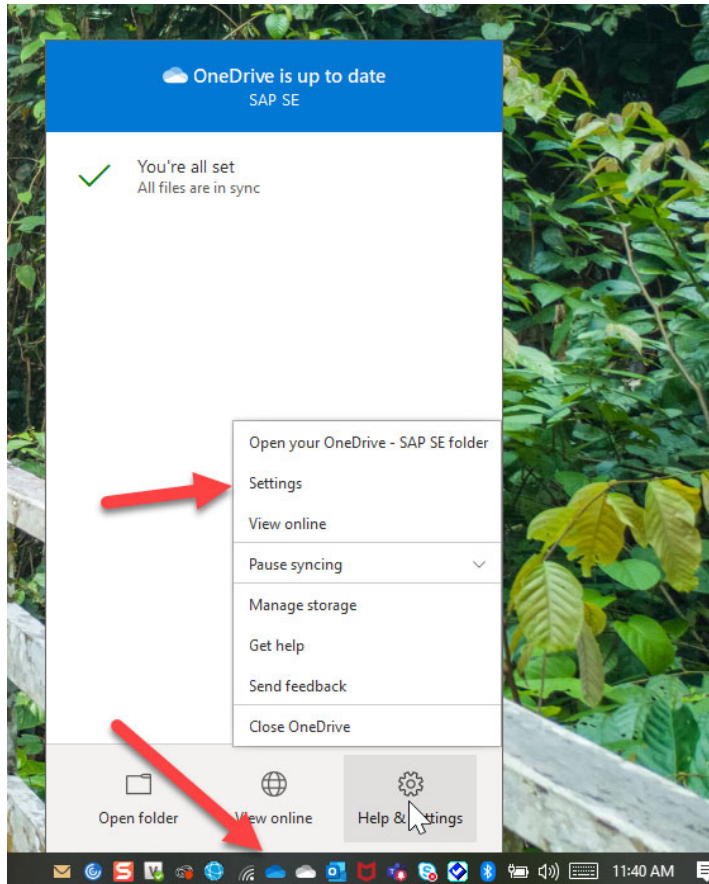 OneDrive is up to date
SAP SE
You're all set
All files are in sync
Open your OneDrive - SAP SE folder
Settings
View online
Pause syncing
Manage storage
Get help
Send feedback
Close OneDrive
Open folder
View online
Help & Settings
11:40 AM